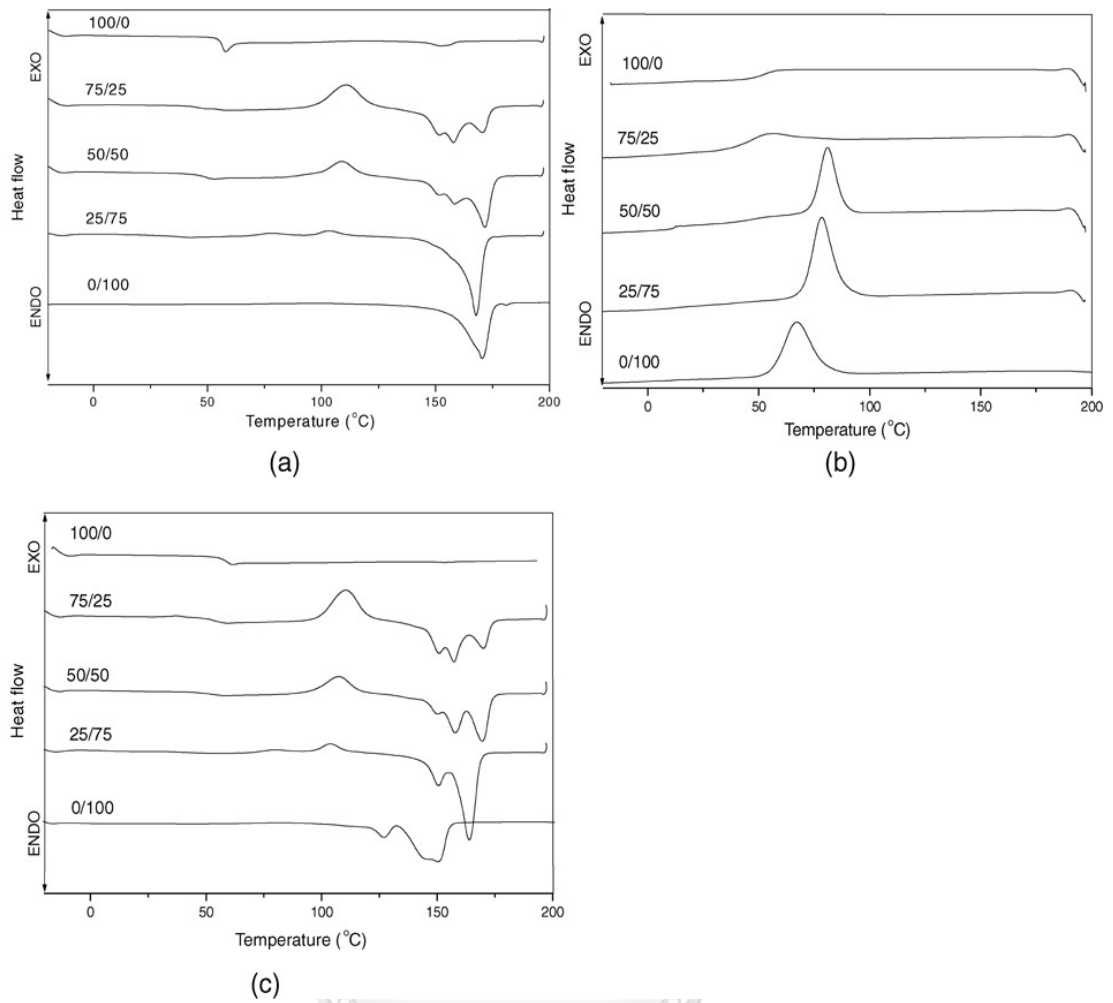 EXO
Heat flow
ENDO
100/0
75/25
50/50
25/75
0/100
0 50 100 150 200
Temperature (°C)
(a)
EXO
Heat flow
ENDO
100/0
75/25
50/50
25/75
0/100
0 50 100 150 200
Temperature (°C)
(b)
EXO
Heat flow
ENDO
100/0
75/25
50/50
25/75
0/100
0 50 100 150 200
Temperature (°C)
(c)